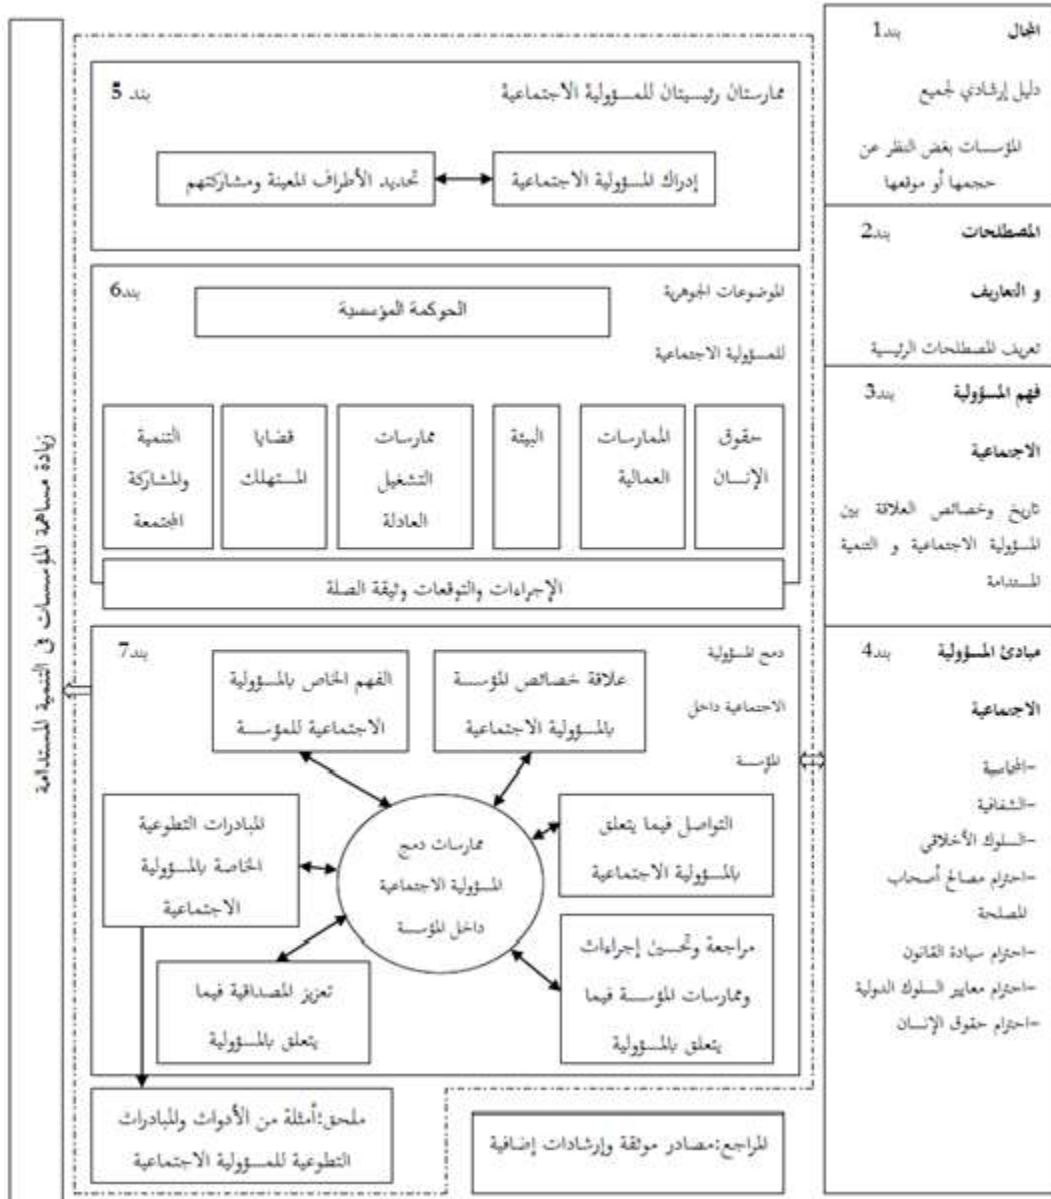 المجال بند1
دليل إرشادي لجميع
المؤسسات بغض النظر عن
حجمها أو موقعها
المصطلحات بند2
و التعاريف
تعريف المصطلحات الرئيسية
فهم المسؤولية بند3
الاجتماعية
تاريخ وخصائص العلاقة بين
المسؤولية الاجتماعية و التنمية
المستدامة
مبادئ المسؤولية بند4
الاجتماعية
-المحاسبة
-الشفافية
-السلوك الأخلاقي
-احترام مصالح أصحاب
المصلحة
-احترام سيادة القانون
-احترام معايير السلوك الدولية
-احترام حقوق الإنسان
ممارستان رئيسيتان للمسؤولية الاجتماعية بند 5
إدراك المسؤولية الاجتماعية
تحديد الأطراف المعينة ومشاركتهم
الموضوعات الجوهرية بند6
للمسؤولية الاجتماعية
الحوكمة المؤسسية
حقوق
الإنسان
الممارسات
العمالية
البيئة
ممارسات
التشغيل
العادلة
قضايا
المستهلك
التنمية
والمشاركة
المجتمعة
الإجراءات والتوقعات وثيقة الصلة
دمج المسؤولية بند7
الاجتماعية داخل
المؤسسة
علاقة خصائص المؤسسة
بالمسؤولية الاجتماعية
الفهم الخاص بالمسؤولية
الاجتماعية للمؤسسة
التواصل فيما يتعلق
بالمسؤولية الاجتماعية
ممارسات دمج
المسؤولية الاجتماعية
داخل المؤسسة
المبادرات التطوعية
الخاصة بالمسؤولية
الاجتماعية
مراجعة وتحسين إجراءات
وممارسات المؤسسة فيما
يتعلق بالمسؤولية
تعزيز المصداقية فيما
يتعلق بالمسؤولية
المراجع:مصادر موثقة وإرشادات إضافية
ملحق:أمثلة من الأدوات والمبادرات
التطوعية للمسؤولية الاجتماعية
زيادة مساهمة المؤسسات في التنمية المستدامة